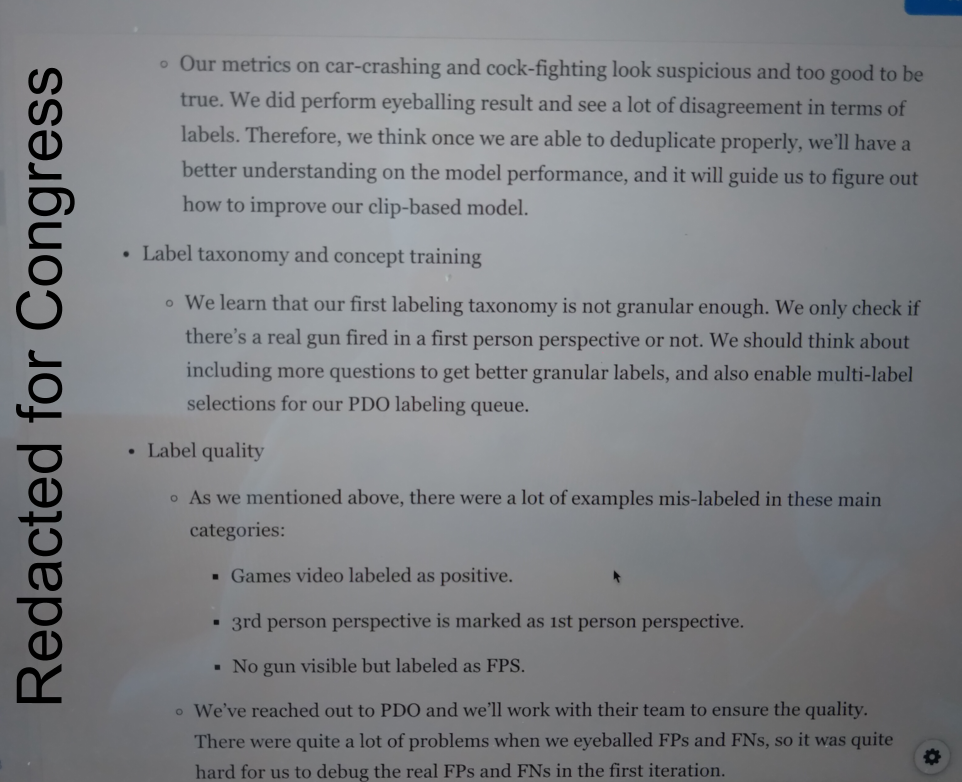 Redacted for Congress
◦ Our metrics on car-crashing and cock-fighting look suspicious and too good to be
true. We did perform eyeballing result and see a lot of disagreement in terms of
labels. Therefore, we think once we are able to deduplicate properly, we'll have a
better understanding on the model performance, and it will guide us to figure out
how to improve our clip-based model.
• Label taxonomy and concept training
◦ We learn that our first labeling taxonomy is not granular enough. We only check if
there's a real gun fired in a first person perspective or not. We should think about
including more questions to get better granular labels, and also enable multi-label
selections for our PDO labeling queue.
• Label quality
◦ As we mentioned above, there were a lot of examples mis-labeled in these main
categories:
▪ Games video labeled as positive.
▪ 3rd person perspective is marked as 1st person perspective.
▪ No gun visible but labeled as FPS.
◦ We've reached out to PDO and we'll work with their team to ensure the quality.
There were quite a lot of problems when we eyeballed FPs and FNs, so it was quite
hard for us to debug the real FPs and FNs in the first iteration.